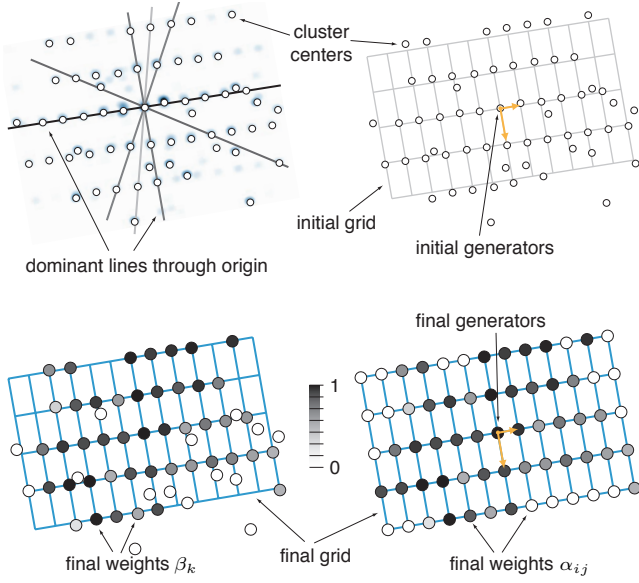 cluster
centers
initial grid
initial generators
dominant lines through origin
final generators
1
0
final weights βk
final grid
final weights αij